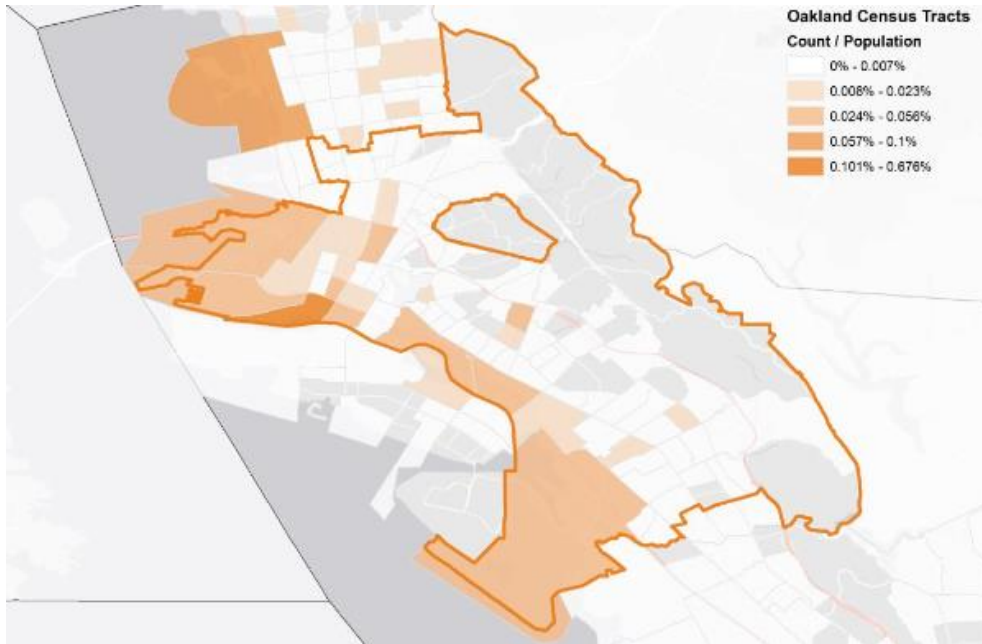 Oakland Census Tracts
Count / Population
0% - 0.007%
0.008% - 0.023%
0.024% - 0.056%
0.057% - 0.1%
0.101% - 0.676%